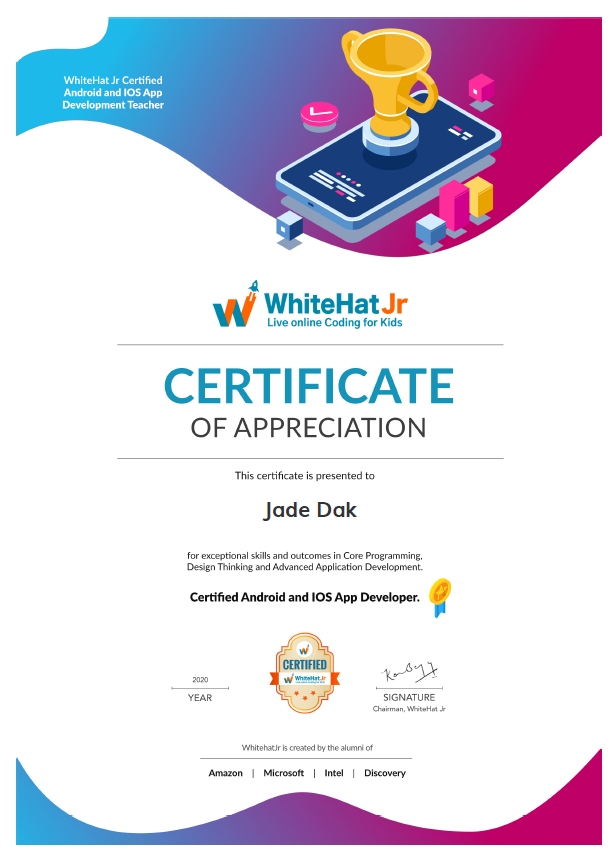 WhiteHat Jr Certified
Android and IOS App
Development Teacher
WhiteHat Jr
Live online Coding for Kids
CERTIFICATE
OF APPRECIATION
This certificate is presented to
Jade Dak
for exceptional skills and outcomes in Core Programming,
Design Thinking and Advanced Application Development.
Certified Android and IOS App Developer.
2020
YEAR
CERTIFIED
WhiteHat Jr
SIGNATURE
Chairman, WhiteHat Jr
WhitehatJr is created by the alumni of
Amazon | Microsoft | Intel | Discovery